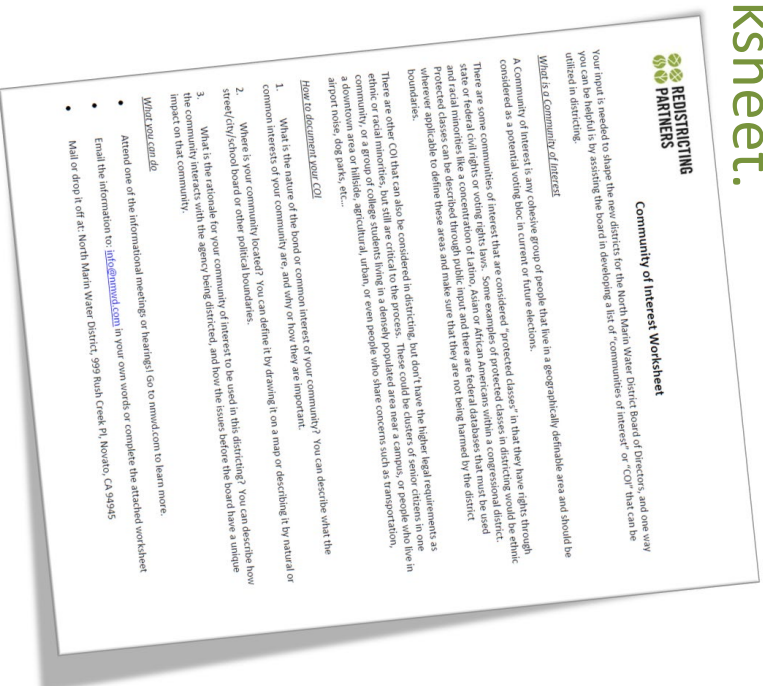 ksheet.
REDISTRICTING
PARTNERS
Community of Interest Worksheet
Your input is needed to shape the new districts for the North Marin Water District Board of Directors, and one way
you can be helpful is by assisting the board in developing a list of "communities of interest" or "COI" that can be
utilized in districting.
What is a Community of Interest
A Community of Interest is any cohesive group of people that live in a geographically definable area and should be
considered as a potential voting bloc in current or future elections.
There are some communities of interest that are considered "protected classes" in that they have rights through
state or federal civil rights or voting rights laws. Some examples of protected classes in districting would be ethnic
and racial minorities like a concentration of Latino, Asian or African Americans within a congressional district.
Protected classes can be described through public input and there are federal databases that must be used
wherever applicable to define these areas and make sure that they are not being harmed by the district
boundaries.
There are other COI that can also be considered in districting, but don't have the higher legal requirements as
ethnic or racial minorities, but still are critical to the process. These could be clusters of senior citizens in one
community, or a group of college students living in a densely populated area near a campus, or people who live in
a downtown area or hillside, agricultural, urban, or even people who share concerns such as transportation,
airport noise, dog parks, etc...
How to document your COI
1. What is the nature of the bond or common interest of your community? You can describe what the
common interests of your community are, and why or how they are important.
2. Where is your community located? You can define it by drawing it on a map or describing it by natural or
street/city/school board or other political boundaries.
3. What is the rationale for your community of interest to be used in this districting? You can describe how
the community interacts with the agency being districted, and how the issues before the board have a unique
impact on that community.
What you can do
• Attend one of the informational meetings or hearings! Go to nmwd.com to learn more.
• Email the information to: info@nmwd.com in your own words or complete the attached worksheet
• Mail or drop it off at: North Marin Water District, 999 Rush Creek Pl, Novato, CA 94945